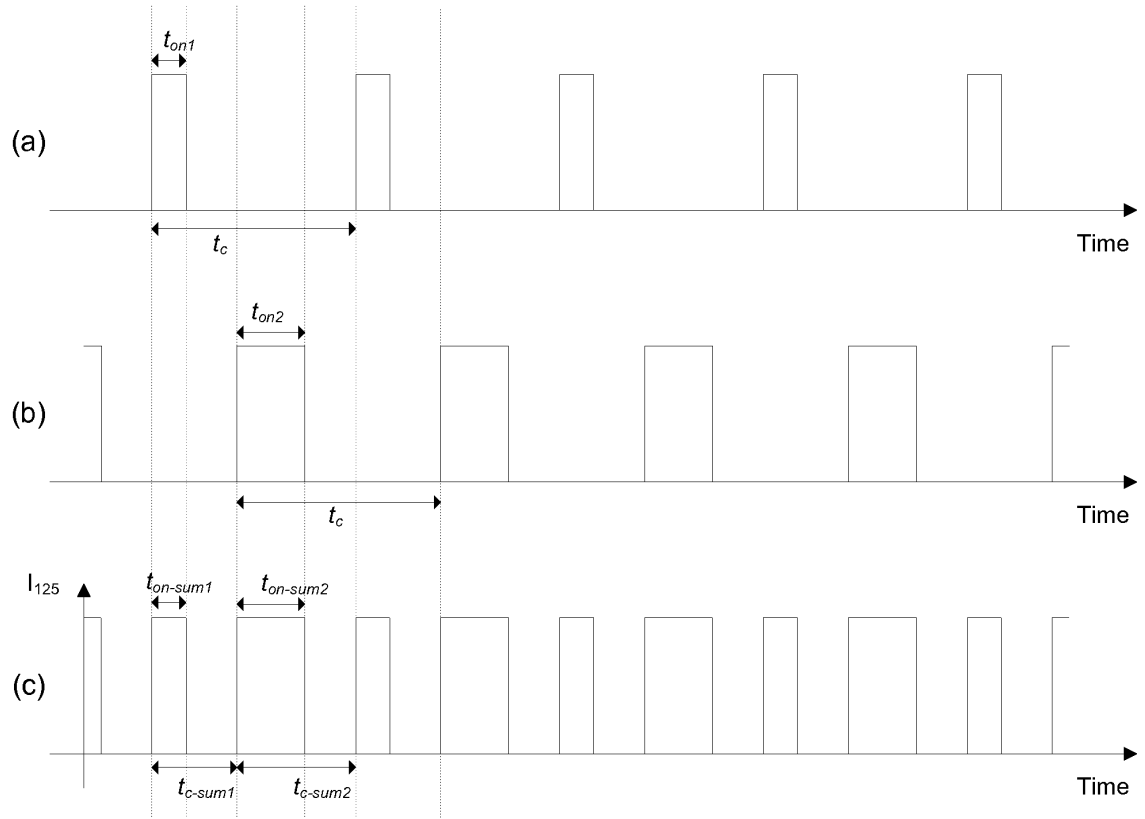 t_on1
(a)
t_c
Time
t_on2
(b)
t_c
Time
I_125
t_on-sum1
t_on-sum2
(c)
t_c-sum1
t_c-sum2
Time